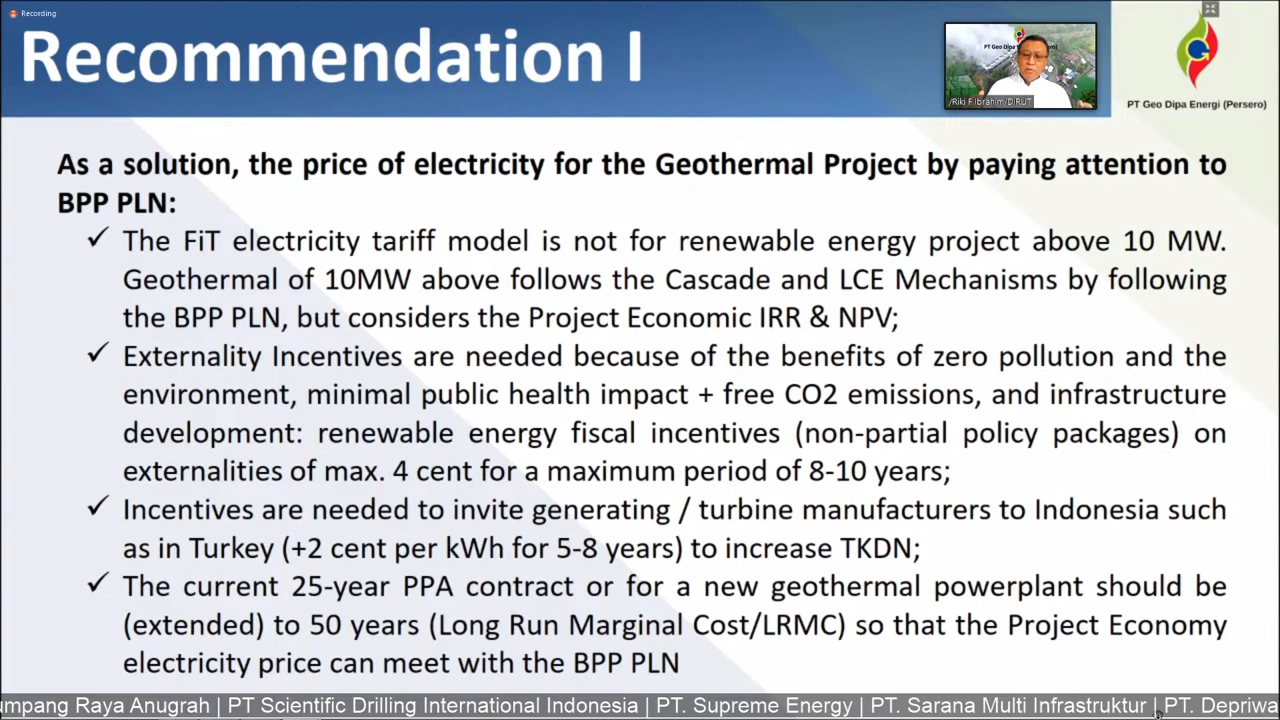 Recording
Recommendation I
PT Geo Dipa
/Riki F Ibrahim/DIRUT
PT Geo Dipa Energi (Persero)
As a solution, the price of electricity for the Geothermal Project by paying attention to
BPP PLN:
✓ The FiT electricity tariff model is not for renewable energy project above 10 MW.
Geothermal of 10MW above follows the Cascade and LCE Mechanisms by following
the BPP PLN, but considers the Project Economic IRR & NPV;
✓ Externality Incentives are needed because of the benefits of zero pollution and the
environment, minimal public health impact + free CO2 emissions, and infrastructure
development: renewable energy fiscal incentives (non-partial policy packages) on
externalities of max. 4 cent for a maximum period of 8-10 years;
✓ Incentives are needed to invite generating / turbine manufacturers to Indonesia such
as in Turkey (+2 cent per kWh for 5-8 years) to increase TKDN;
✓ The current 25-year PPA contract or for a new geothermal powerplant should be
(extended) to 50 years (Long Run Marginal Cost/LRMC) so that the Project Economy
electricity price can meet with the BPP PLN
umpang Raya Anugrah | PT Scientific Drilling International Indonesia | PT. Supreme Energy | PT. Sarana Multi Infrastruktur | PT. Depriwa